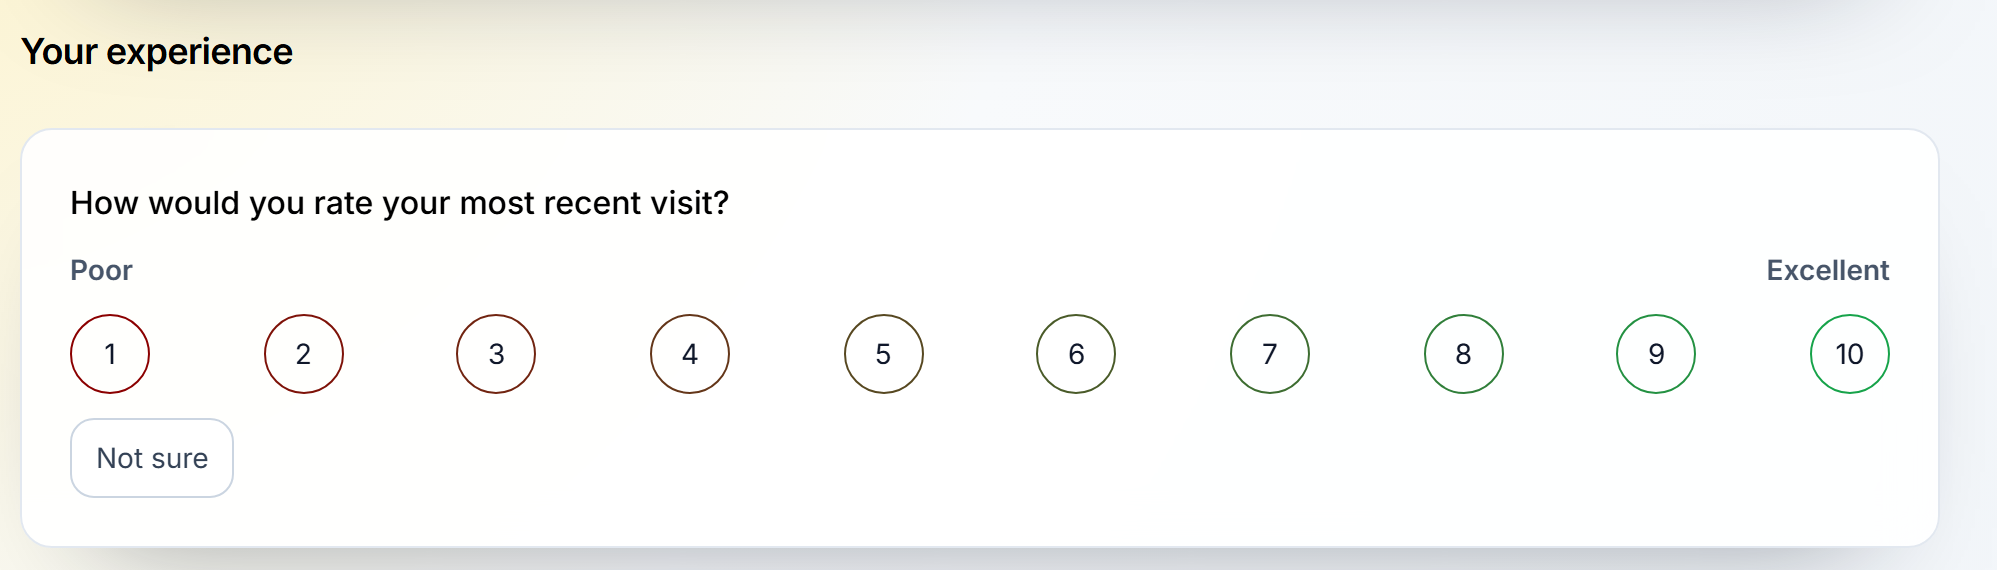 Your experience
How would you rate your most recent visit?
Poor Excellent
1 2 3 4 5 6 7 8 9 10
Not sure